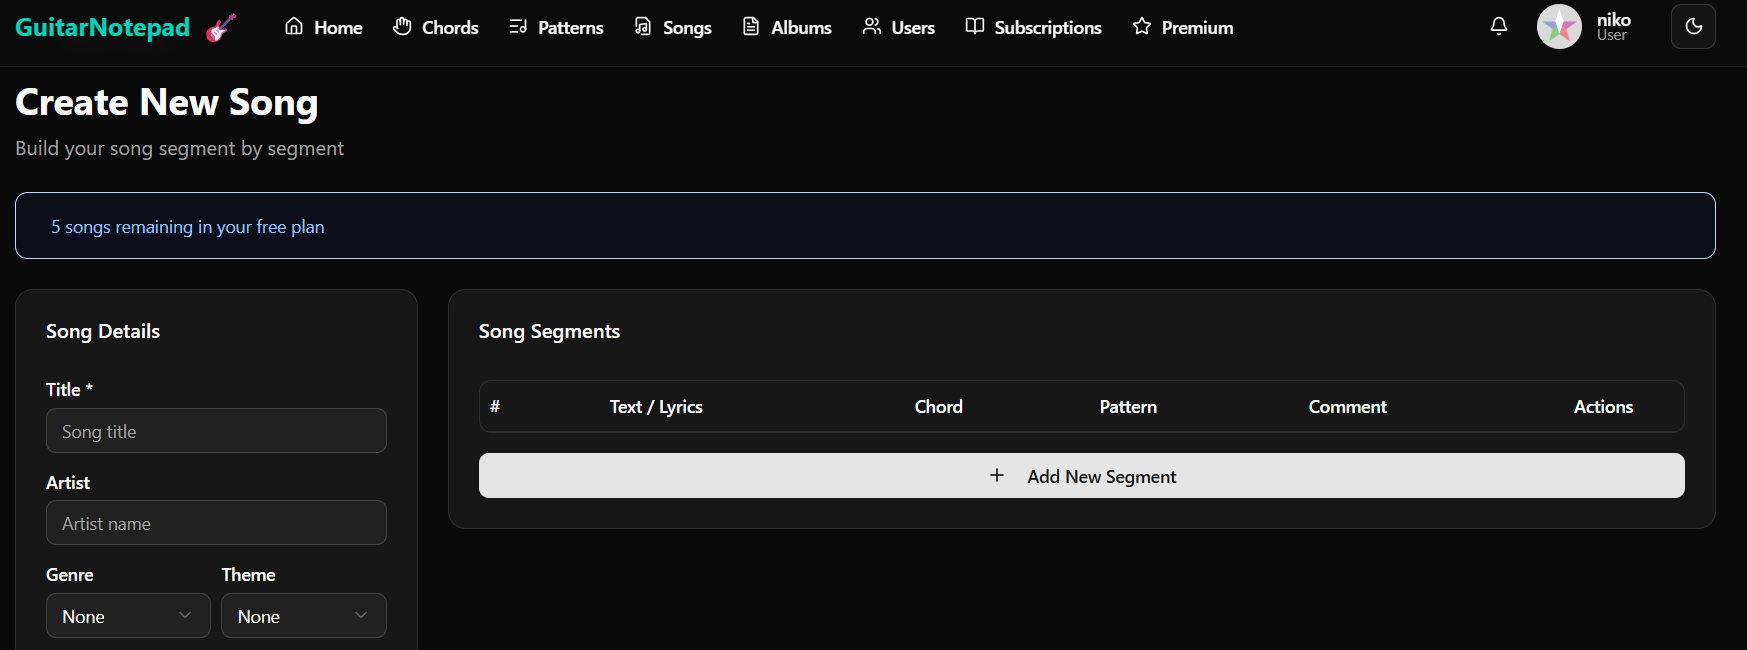 GuitarNotepad
Home
Chords
Patterns
Songs
Albums
Users
Subscriptions
Premium
niko
User
Create New Song
Build your song segment by segment
5 songs remaining in your free plan
Song Details
Title *
Song title
Artist
Artist name
Genre
Theme
None
None
Song Segments
# Text / Lyrics Chord Pattern Comment Actions
+ Add New Segment